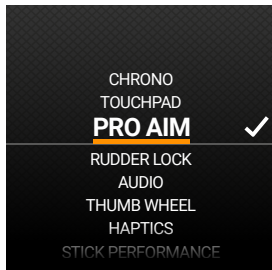 CHRONO
TOUCHPAD
PRO AIM
RUDDER LOCK
AUDIO
THUMB WHEEL
HAPTICS
STICK PERFORMANCE